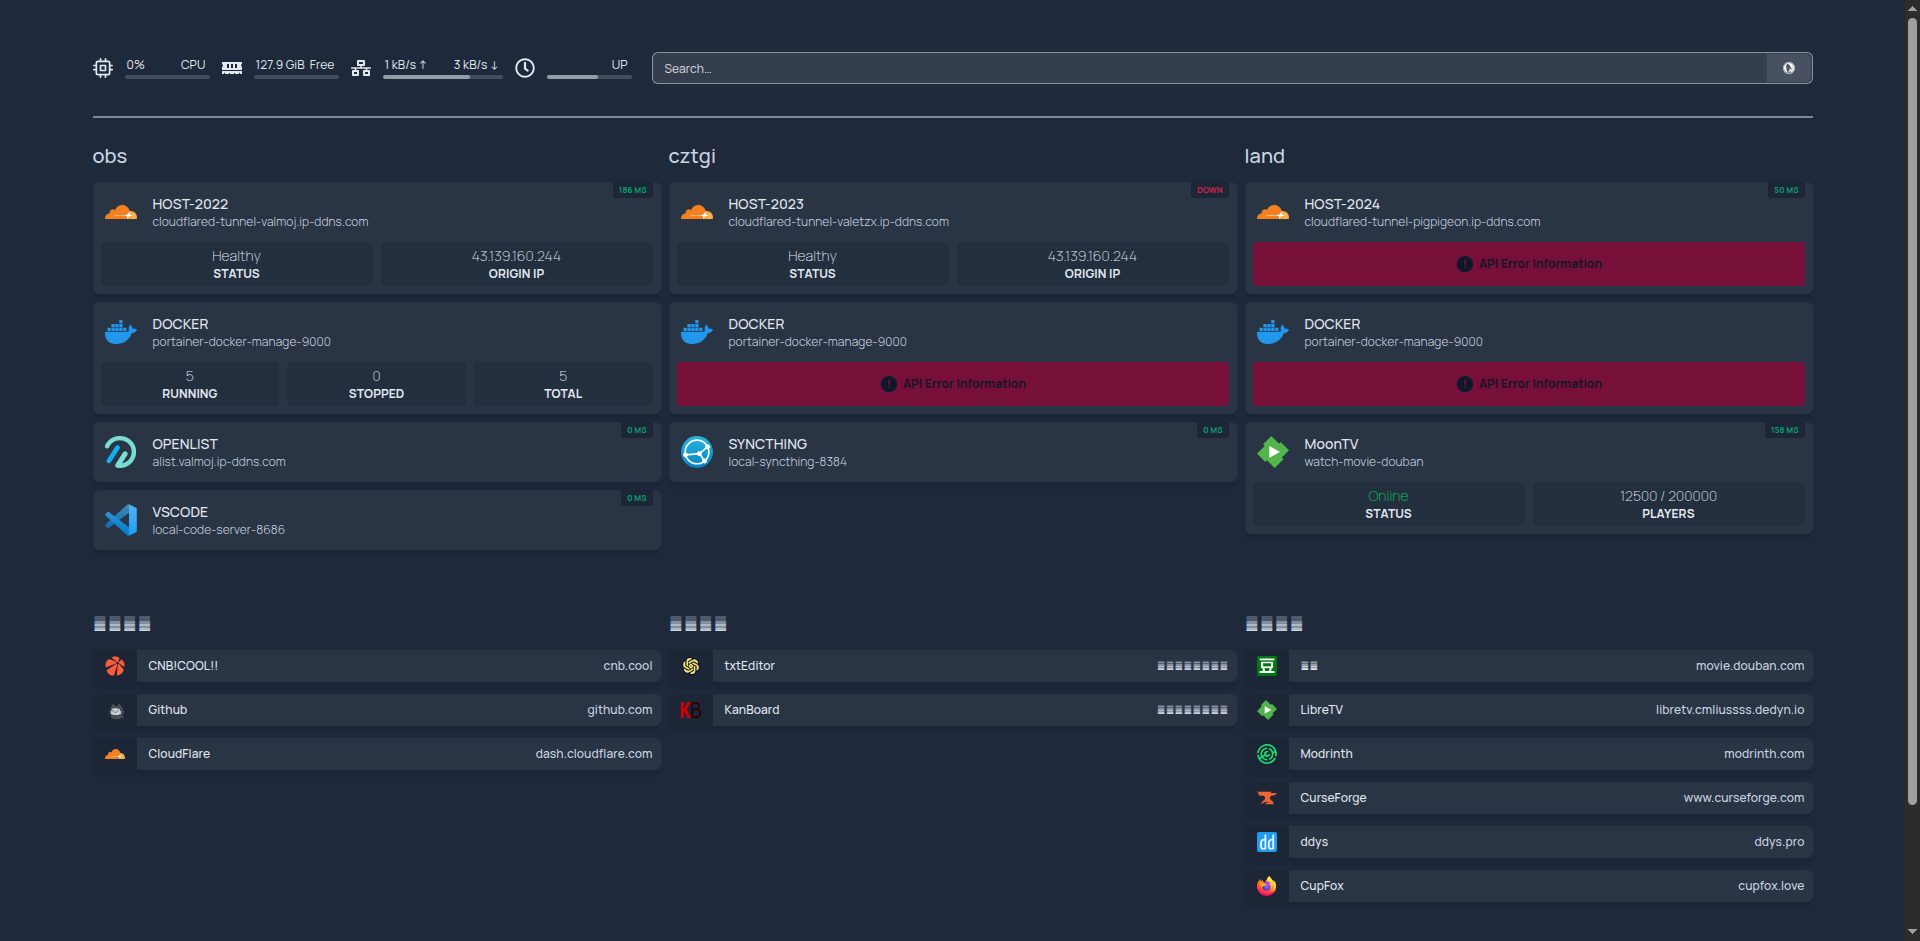 0% CPU
127.9 GiB Free
1 kB/s ↑ 3 kB/s ↓
UP
Search...
obs
HOST-2022
cloudflared-tunnel-valmoj.ip-ddns.com
186 MS
Healthy
STATUS
43.139.160.244
ORIGIN IP
DOCKER
portainer-docker-manage-9000
5
RUNNING
0
STOPPED
5
TOTAL
OPENLIST
alist.valmoj.ip-ddns.com
0 MS
VSCODE
local-code-server-8686
0 MS
cztgi
HOST-2023
cloudflared-tunnel-valetzx.ip-ddns.com
DOWN
Healthy
STATUS
43.139.160.244
ORIGIN IP
DOCKER
portainer-docker-manage-9000
API Error Information
SYNCTHING
local-syncthing-8384
0 MS
land
HOST-2024
cloudflared-tunnel-pigpigeon.ip-ddns.com
50 MS
API Error Information
DOCKER
portainer-docker-manage-9000
API Error Information
MoonTV
watch-movie-douban
158 MS
Online
STATUS
12500 / 200000
PLAYERS
CNB!COOL!! cnb.cool
Github github.com
CloudFlare dash.cloudflare.com
txtEditor
KB KanBoard
豆 movie.douban.com
LibreTV libretv.cmliussss.dedyn.io
Modrinth modrinth.com
CurseForge www.curseforge.com
dd ddys ddys.pro
CupFox cupfox.love